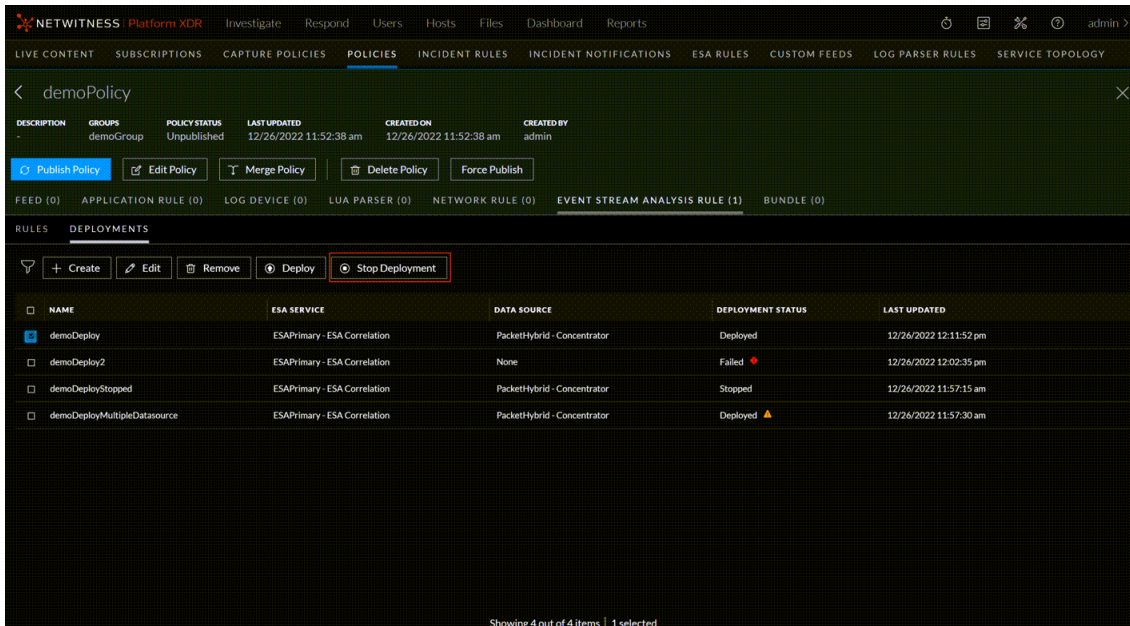 NETWITNESS Platform XDR Investigate Respond Users Hosts Files Dashboard Reports admin >
LIVE CONTENT SUBSCRIPTIONS CAPTURE POLICIES POLICIES INCIDENT RULES INCIDENT NOTIFICATIONS ESA RULES CUSTOM FEEDS LOG PARSER RULES SERVICE TOPOLOGY
demoPolicy
DESCRIPTION GROUPS POLICY STATUS LAST UPDATED CREATED ON CREATED BY
- demoGroup Unpublished 12/26/2022 11:52:38 am 12/26/2022 11:52:38 am admin
Publish Policy Edit Policy Merge Policy Delete Policy Force Publish
FEED (0) APPLICATION RULE (0) LOG DEVICE (0) LUA PARSER (0) NETWORK RULE (0) EVENT STREAM ANALYSIS RULE (1) BUNDLE (0)
RULES DEPLOYMENTS
+ Create Edit Remove Deploy Stop Deployment
NAME ESA SERVICE DATA SOURCE DEPLOYMENT STATUS LAST UPDATED
demoDeploy ESAPrimary - ESA Correlation PacketHybrid - Concentrator Deployed 12/26/2022 12:11:52 pm
demoDeploy2 ESAPrimary - ESA Correlation None Failed 12/26/2022 12:02:35 pm
demoDeployStopped ESAPrimary - ESA Correlation PacketHybrid - Concentrator Stopped 12/26/2022 11:57:15 am
demoDeployMultipleDatasource ESAPrimary - ESA Correlation PacketHybrid - Concentrator Deployed 12/26/2022 11:57:30 am
Showing 4 out of 4 items | 1 selected